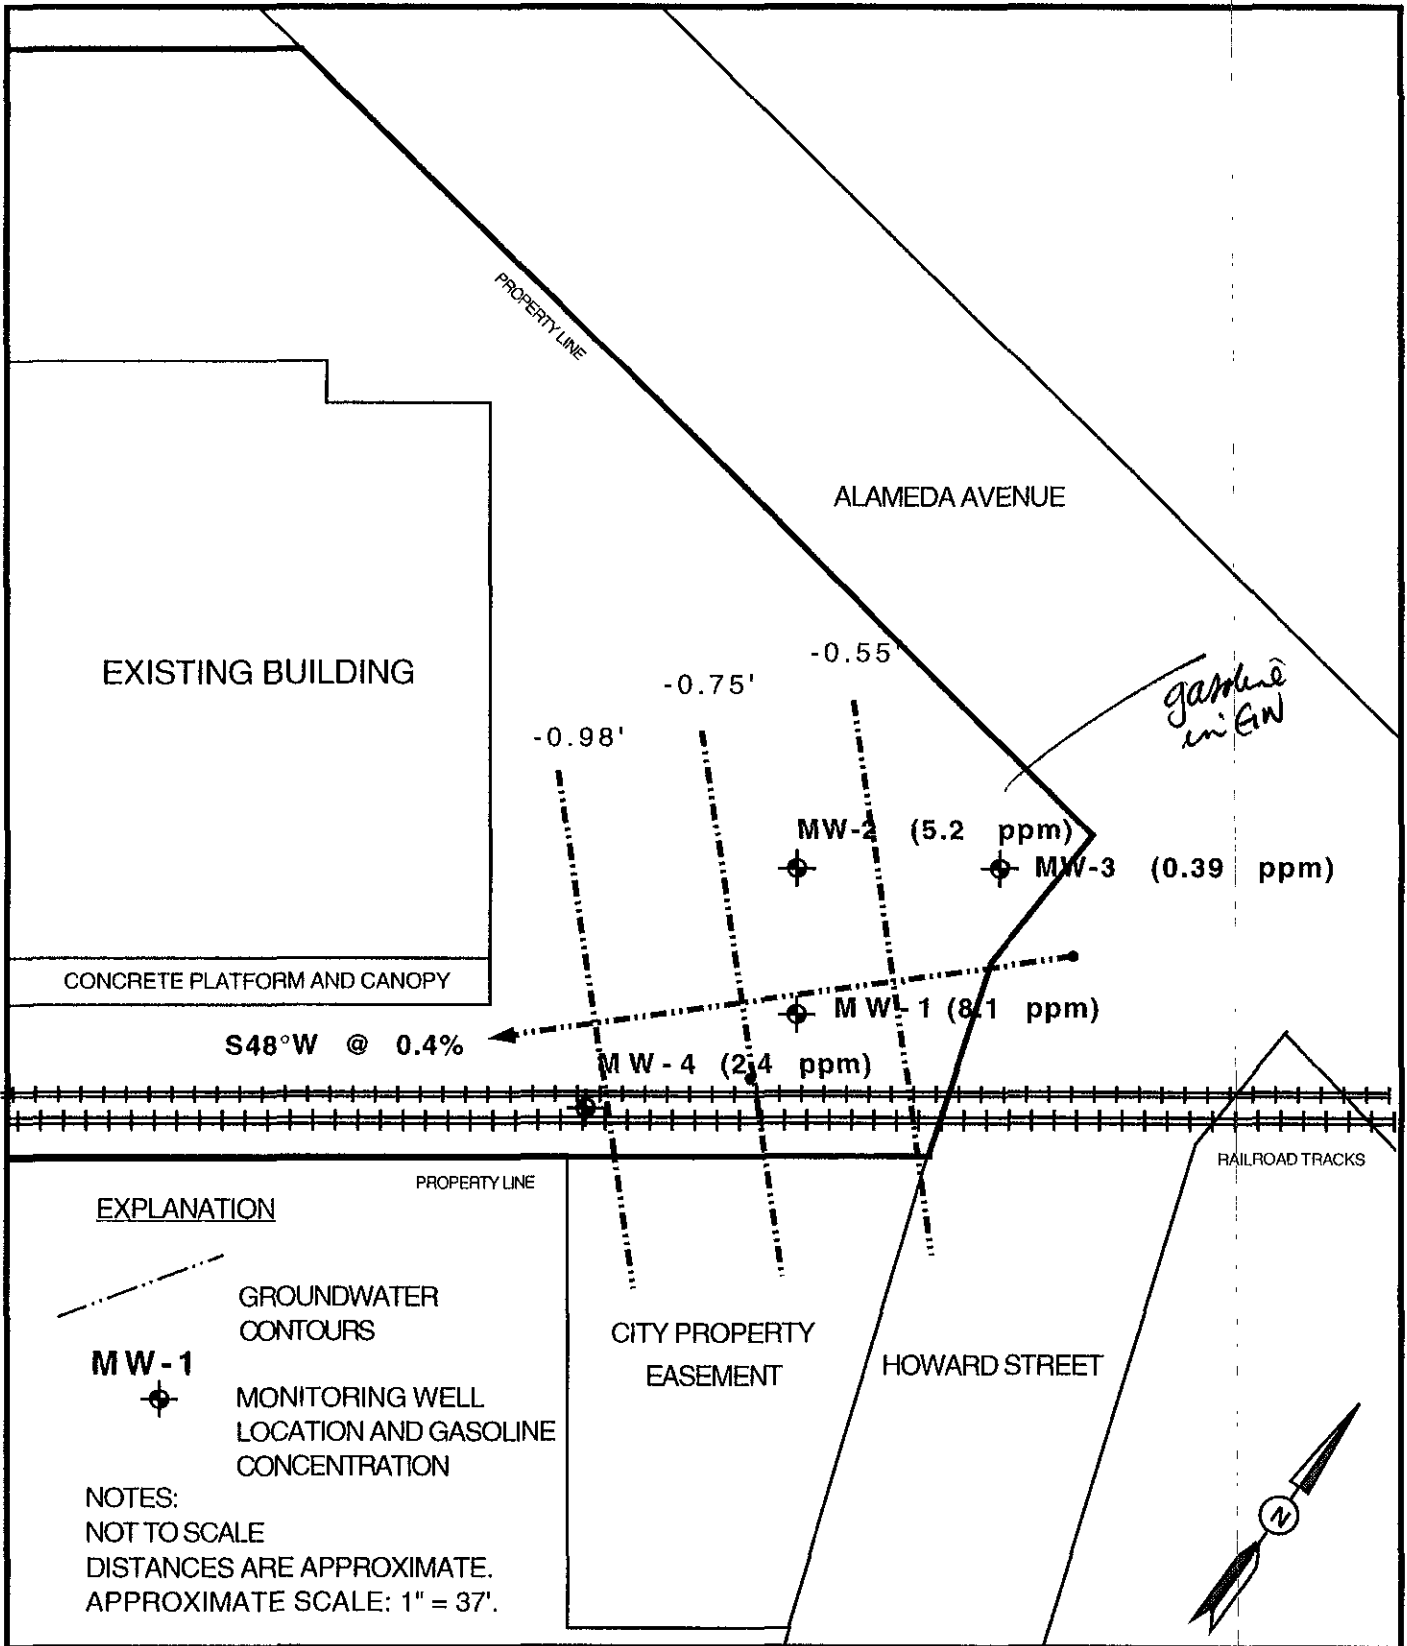 PROPERTY LINE
ALAMEDA AVENUE
EXISTING BUILDING
-0.55'
-0.75'
-0.98'
gasoline
in GW
MW-2 (5.2 ppm)
MW-3 (0.39 ppm)
CONCRETE PLATFORM AND CANOPY
MW-1 (8.1 ppm)
S48°W @ 0.4%
MW-4 (2.4 ppm)
RAILROAD TRACKS
PROPERTY LINE
EXPLANATION
GROUNDWATER
CONTOURS
MW-1
MONITORING WELL
LOCATION AND GASOLINE
CONCENTRATION
CITY PROPERTY
EASEMENT
HOWARD STREET
NOTES:
NOT TO SCALE
DISTANCES ARE APPROXIMATE.
APPROXIMATE SCALE: 1" = 37'.
N